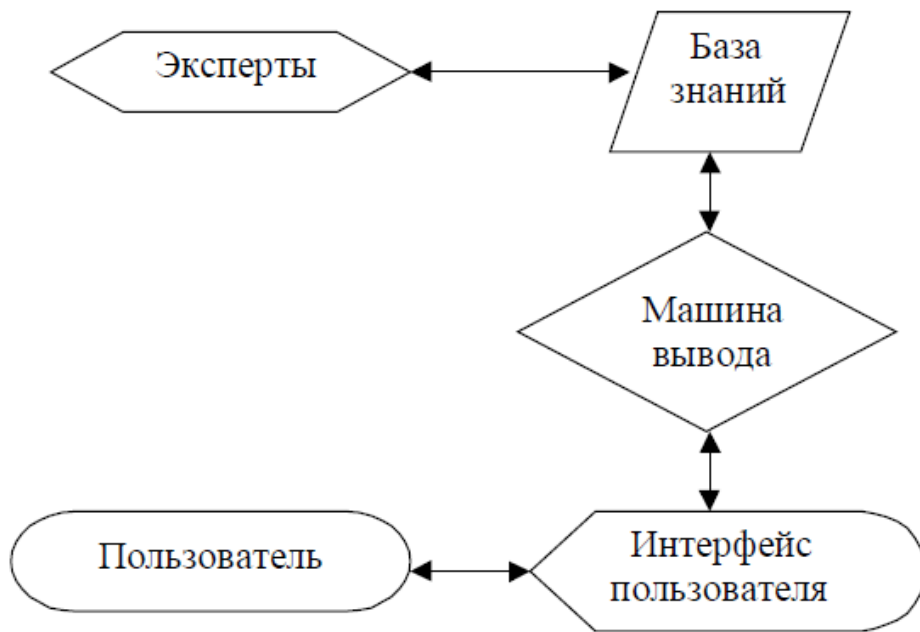 Эксперты
База
знаний
Машина
вывода
Пользователь
Интерфейс
пользователя